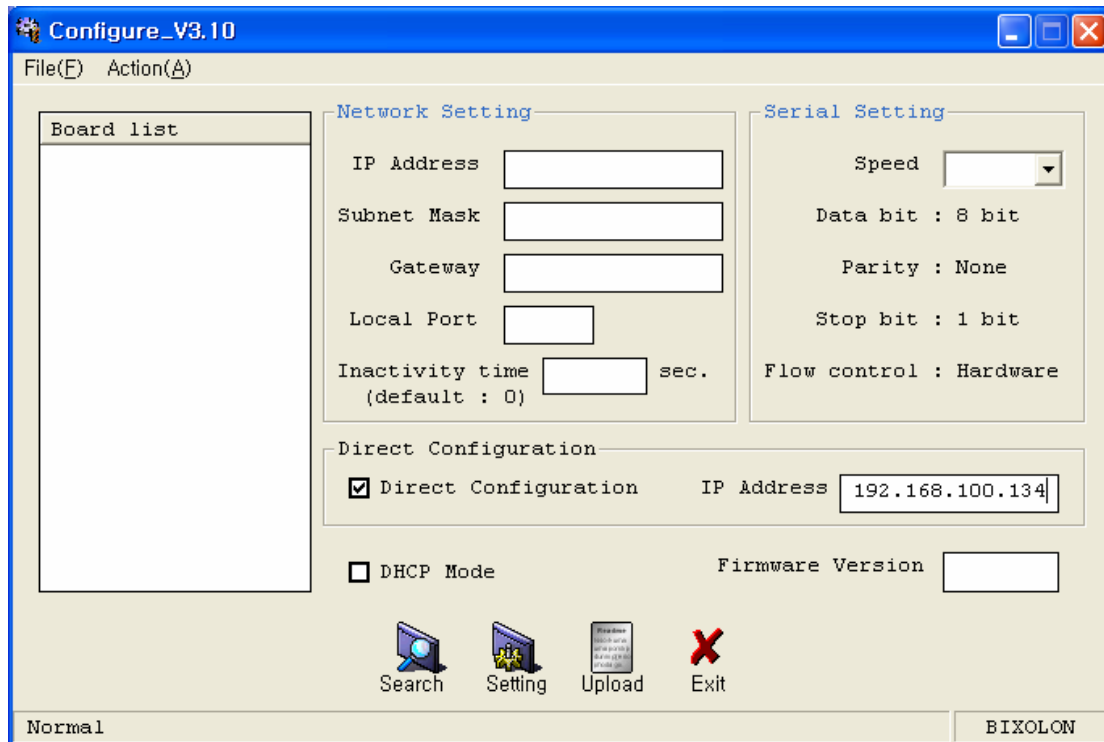 Configure_V3.10
File(F) Action(A)
Board list
Network Setting
IP Address
Subnet Mask
Gateway
Local Port
Inactivity time sec.
(default : 0)
Serial Setting
Speed
Data bit : 8 bit
Parity : None
Stop bit : 1 bit
Flow control : Hardware
Direct Configuration
Direct Configuration IP Address 192.168.100.134
DHCP Mode Firmware Version
Readme
Search Setting Upload Exit
Normal BIXOLON